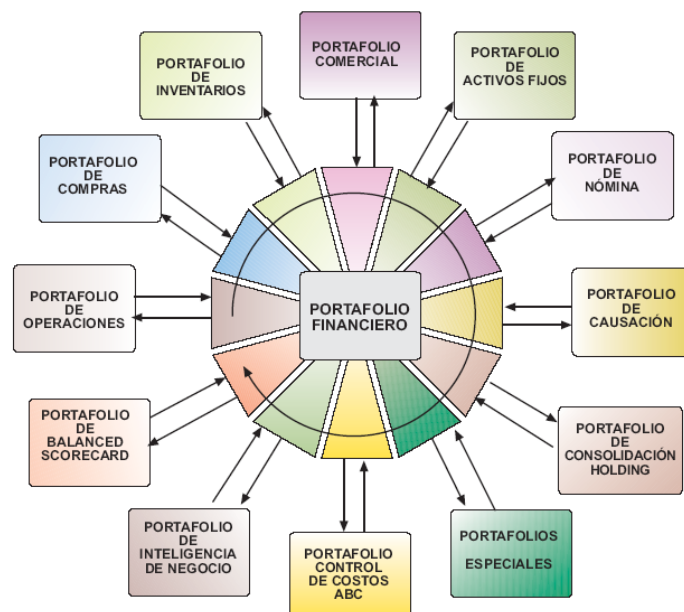 PORTAFOLIO
COMERCIAL
PORTAFOLIO
DE
ACTIVOS FIJOS
PORTAFOLIO
DE
NÓMINA
PORTAFOLIO
DE
CAUSACIÓN
PORTAFOLIO
DE
CONSOLIDACIÓN
HOLDING
PORTAFOLIOS
ESPECIALES
PORTAFOLIO
CONTROL
DE COSTOS
ABC
PORTAFOLIO
DE
INTELIGENCIA
DE NEGOCIO
PORTAFOLIO
DE
BALANCED
SCORECARD
PORTAFOLIO
DE
OPERACIONES
PORTAFOLIO
DE
COMPRAS
PORTAFOLIO
DE
INVENTARIOS
PORTAFOLIO
FINANCIERO